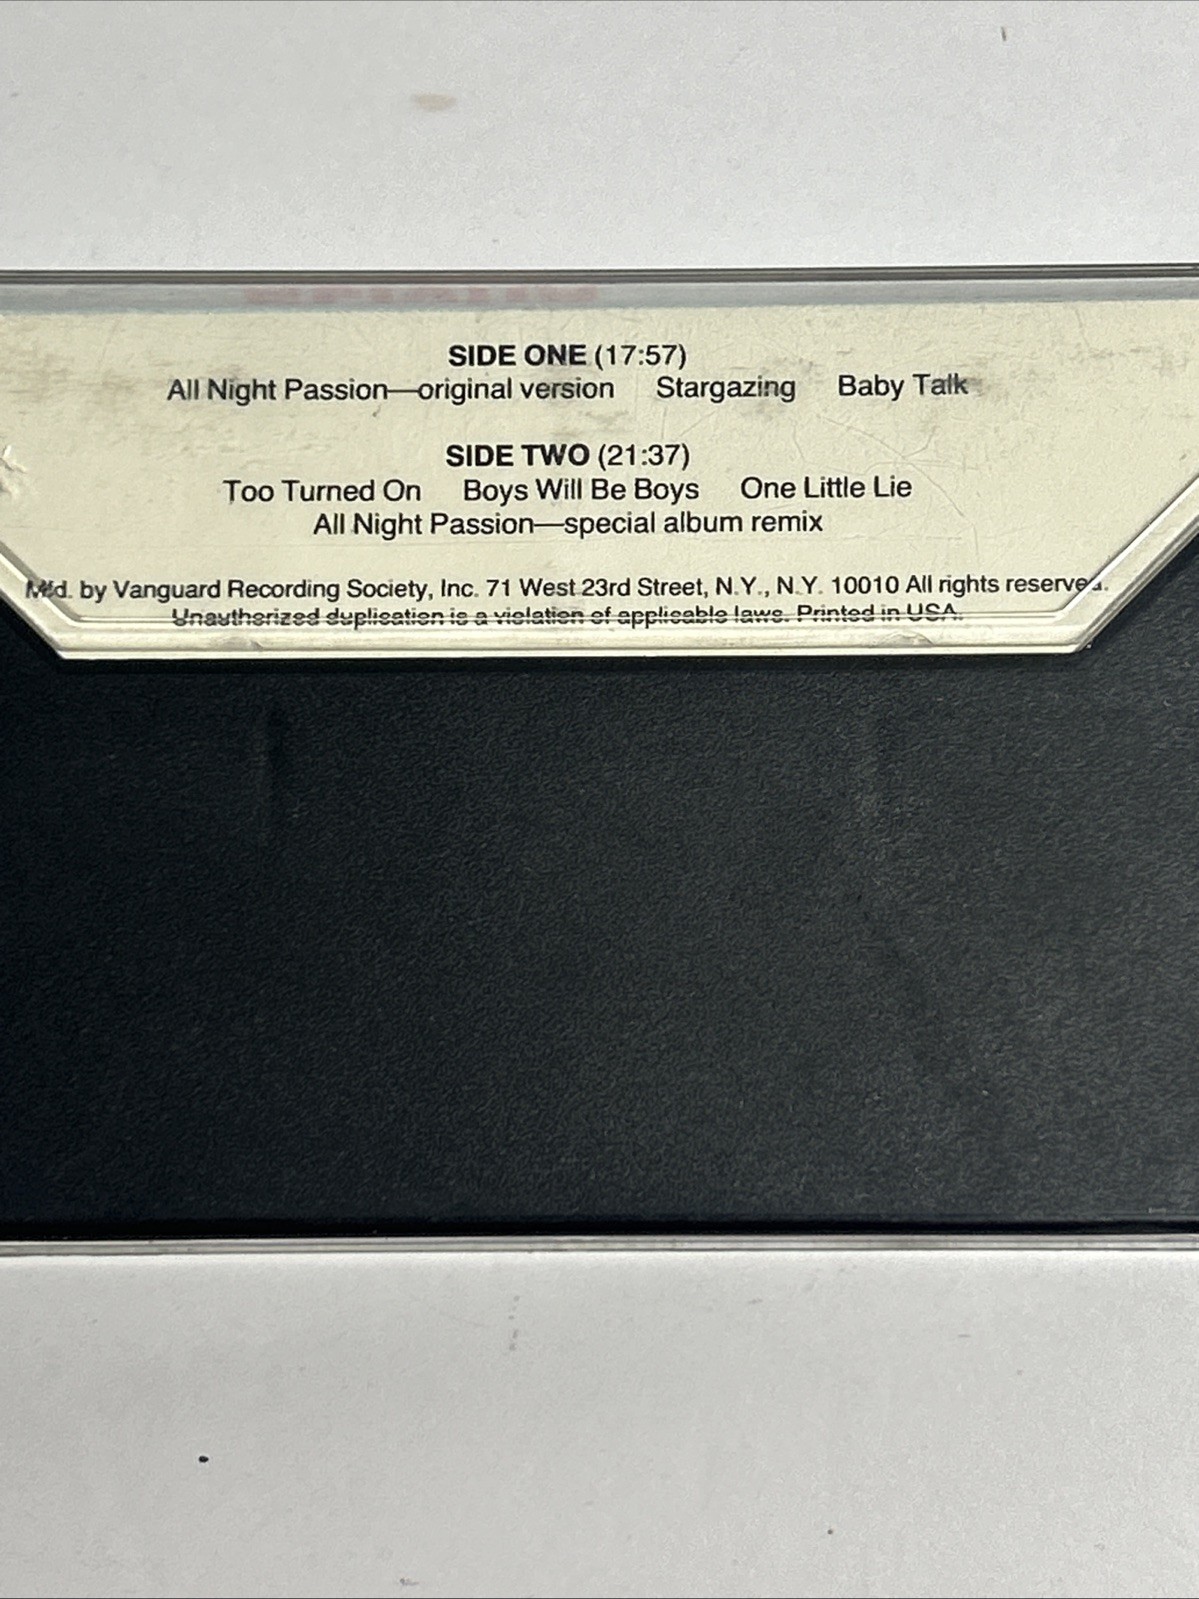 SIDE ONE (17:57)
All Night Passion—original version Stargazing Baby Talk
SIDE TWO (21:37)
Too Turned On Boys Will Be Boys One Little Lie
All Night Passion—special album remix
Mfd. by Vanguard Recording Society, Inc. 71 West 23rd Street, N.Y., N.Y. 10010 All rights reserved.
Unauthorized duplication is a violation of applicable laws. Printed in USA.